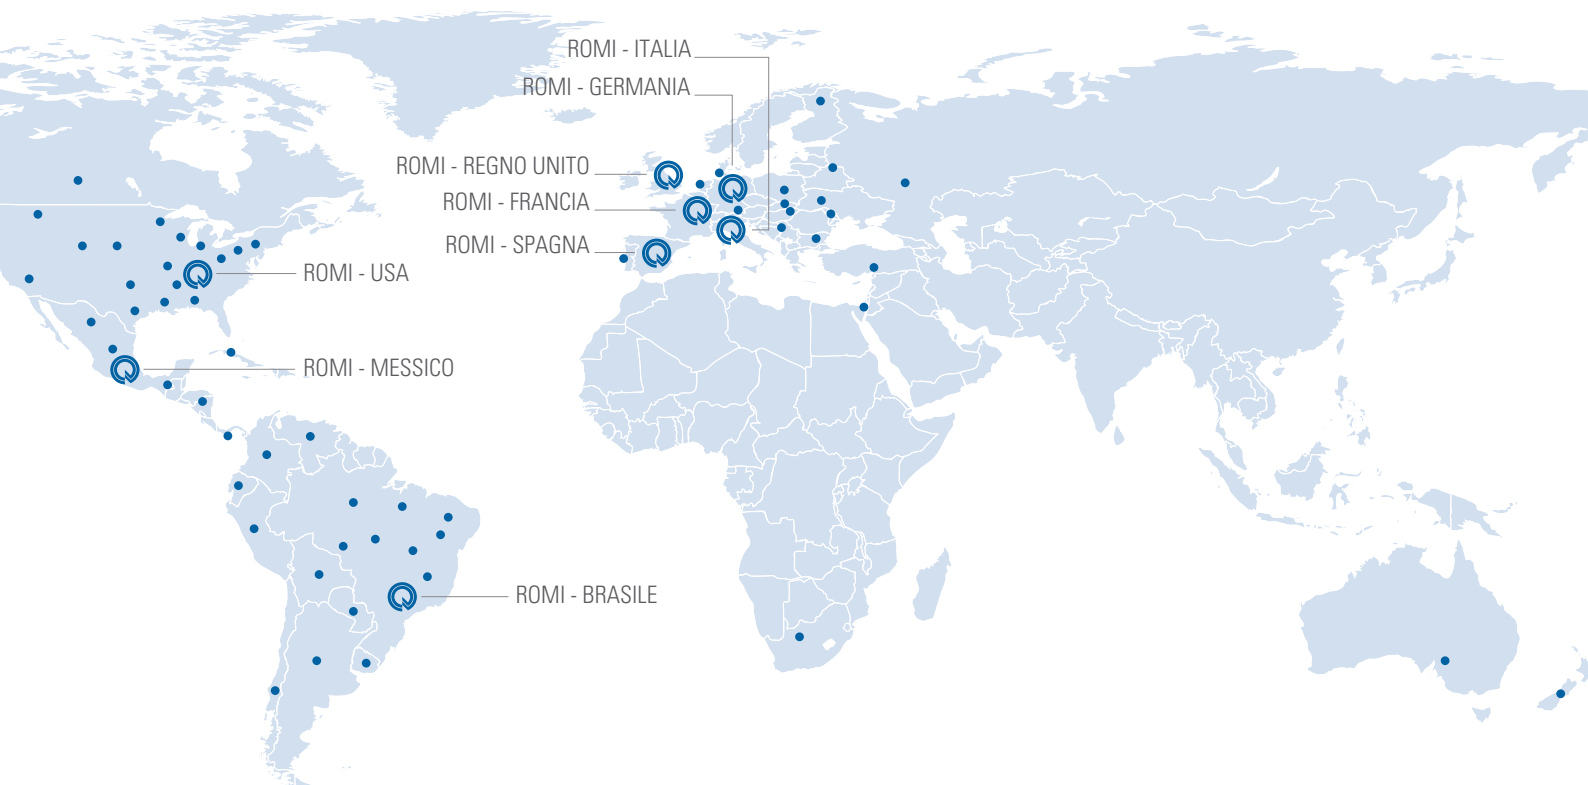 ROMI - ITALIA
ROMI - GERMANIA
ROMI - REGNO UNITO
ROMI - FRANCIA
ROMI - SPAGNA
ROMI - USA
ROMI - MESSICO
ROMI - BRASILE